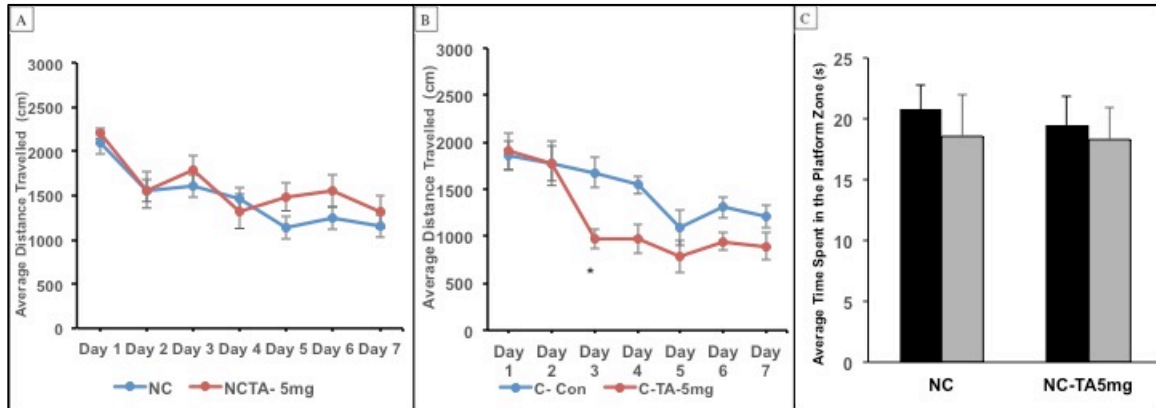 A
Average Distance Travelled (cm)
3000
2500
2000
1500
1000
500
0
Day 1 Day 2 Day 3 Day 4 Day 5 Day 6 Day 7
NC NCTA- 5mg
B
Average Distance Travelled (cm)
3000
2500
2000
1500
1000
500
0
*
Day Day Day Day Day Day Day
1 2 3 4 5 6 7
C- Con C-TA-5mg
C
Average Time Spent in the Platform Zone (s)
25
20
15
10
5
0
NC NC-TA5mg